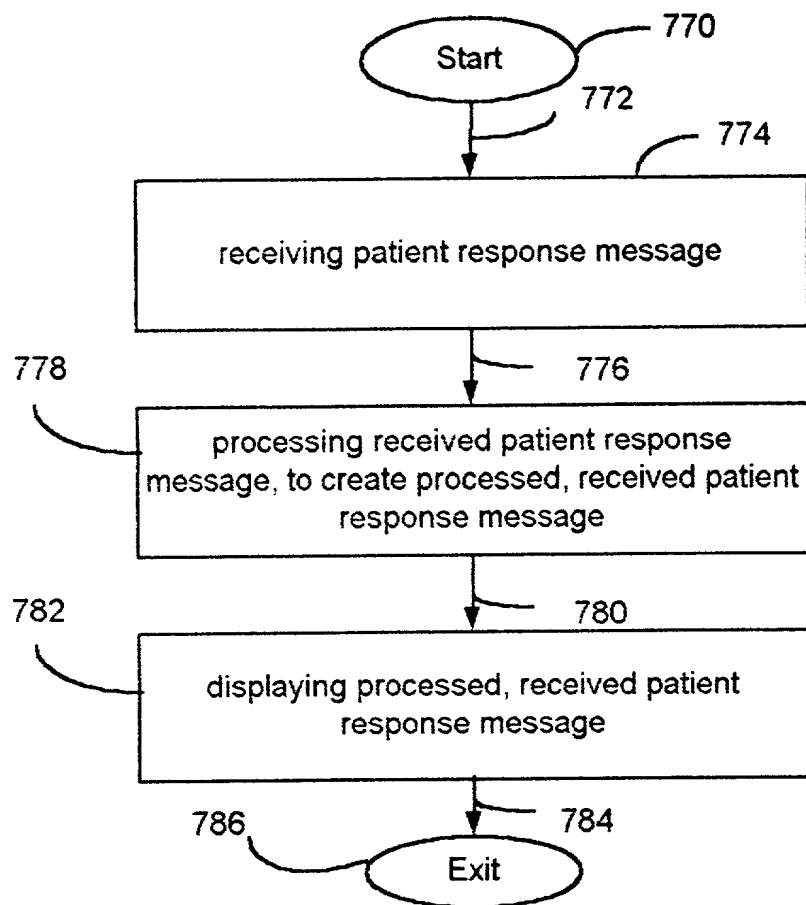 770
Start
772
774
receiving patient response message
776
778
processing received patient response
message, to create processed, received patient
response message
780
782
displaying processed, received patient
response message
784
786
Exit